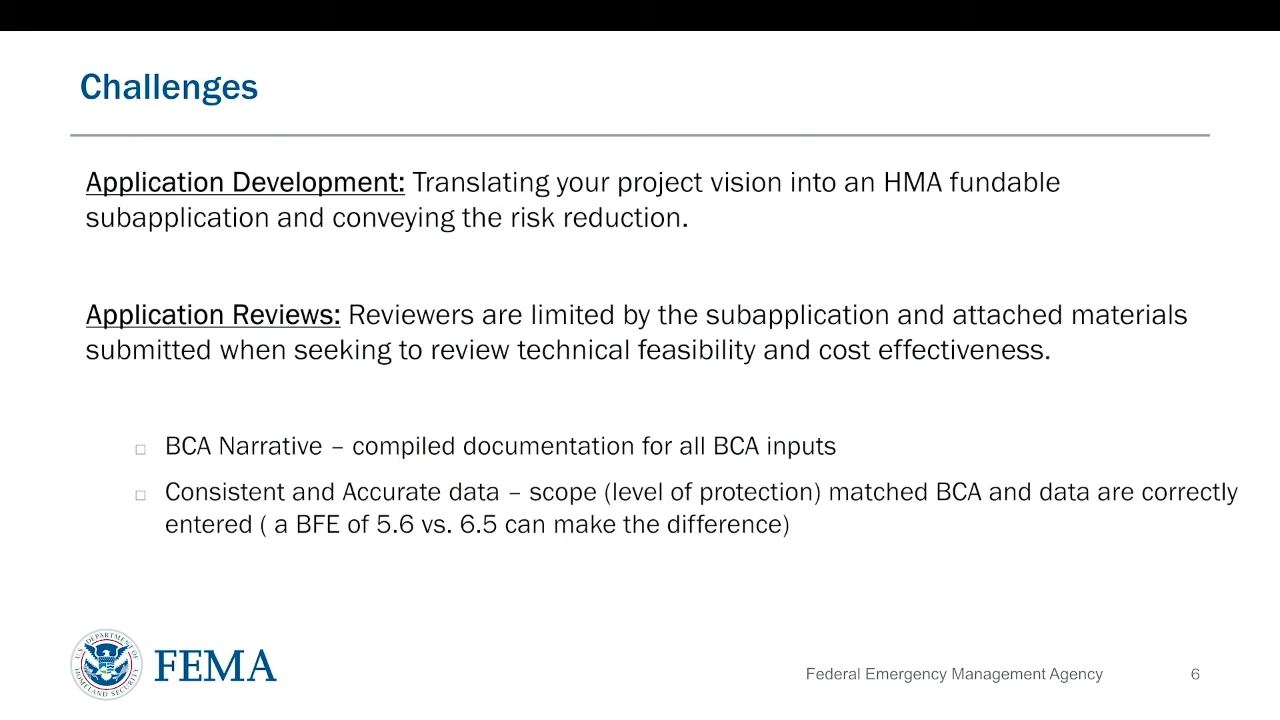 Challenges
Application Development: Translating your project vision into an HMA fundable
subapplication and conveying the risk reduction.
Application Reviews: Reviewers are limited by the subapplication and attached materials
submitted when seeking to review technical feasibility and cost effectiveness.
BCA Narrative – compiled documentation for all BCA inputs
Consistent and Accurate data – scope (level of protection) matched BCA and data are correctly
entered ( a BFE of 5.6 vs. 6.5 can make the difference)
U.S. DEPARTMENT OF
HOMELAND SECURITY
FEMA
Federal Emergency Management Agency
6